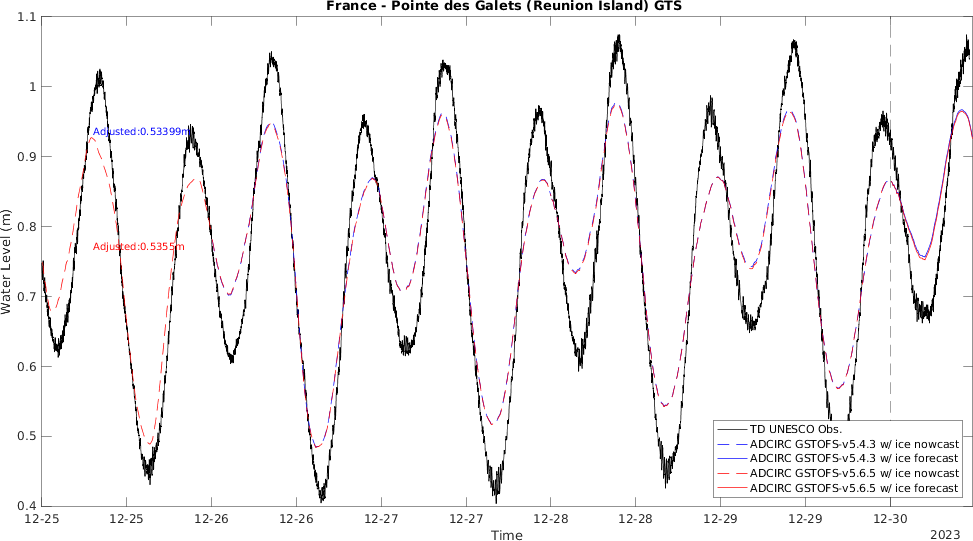 France - Pointe des Galets (Reunion Island) GTS
1.1
1
0.9
0.8
0.7
0.6
0.5
0.4
Water Level (m)
Adjusted:0.53399m
Adjusted:0.5355m
TD UNESCO Obs.
ADCIRC GSTOFS-v5.4.3 w/ ice nowcast
ADCIRC GSTOFS-v5.4.3 w/ ice forecast
ADCIRC GSTOFS-v5.6.5 w/ ice nowcast
ADCIRC GSTOFS-v5.6.5 w/ ice forecast
12-25 12-25 12-26 12-26 12-27 12-27 12-28 12-28 12-29 12-29 12-30
Time
2023